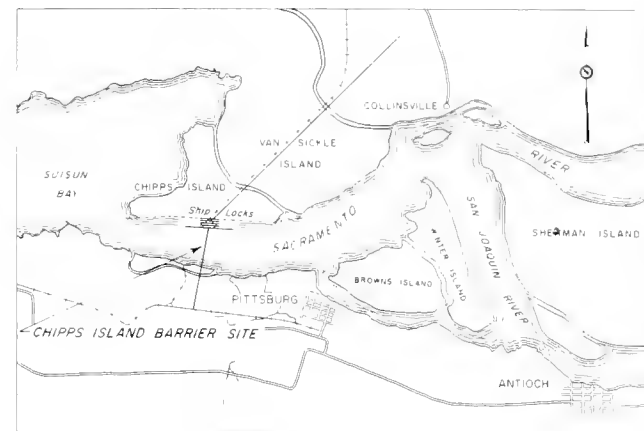 COLLINSVILLE
VAN SICKLE
ISLAND
RIVER
SUISUN
BAY
CHIPPS ISLAND
Ship Locks
SACRAMENTO
SAN JOAQUIN RIVER
SHERMAN ISLAND
WINTER ISLAND
BROWNS ISLAND
PITTSBURG
CHIPPS ISLAND BARRIER SITE
ANTIOCH